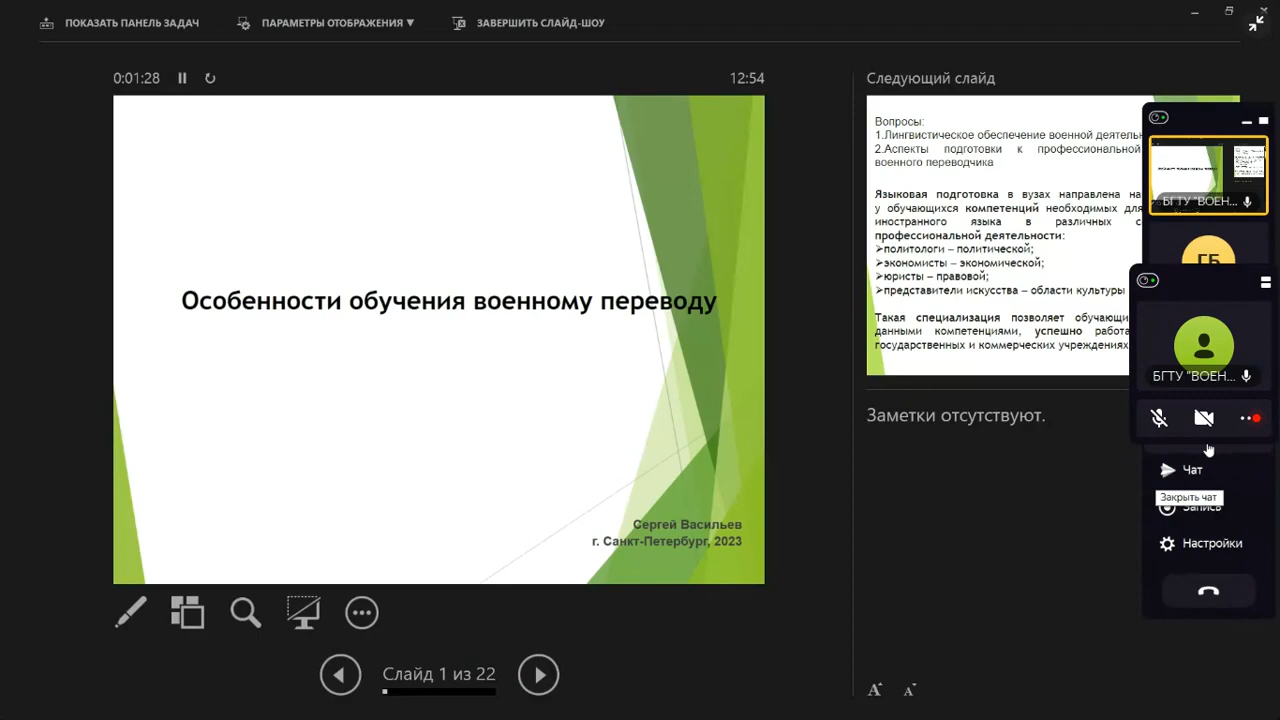 ПОКАЗАТЬ ПАНЕЛЬ ЗАДАЧ
ПАРАМЕТРЫ ОТОБРАЖЕНИЯ ▼
ЗАВЕРШИТЬ СЛАЙД-ШОУ
0:01:28
12:54
Особенности обучения военному переводу
Сергей Васильев
г. Санкт-Петербург, 2023
Слайд 1 из 22
Следующий слайд
Вопросы:
1.Лингвистическое обеспечение военной
2.Аспекты подготовки к профессиональной
военного переводчика
Языковая подготовка в вузах направлена на
у обучающихся компетенций необходимых для
иностранного языка в различных
профессиональной деятельности:
➢политологи – политической;
➢экономисты – экономической;
➢юристы – правовой;
➢представители искусства – области культуры
Такая специализация позволяет
данными компетенциями, успешно
государственных и коммерческих учреждениях
Заметки отсутствуют.
БГТУ "ВОЕН...
ГБ
БГТУ "ВОЕН...
Чат
Закрыть чат
Запись
Настройки